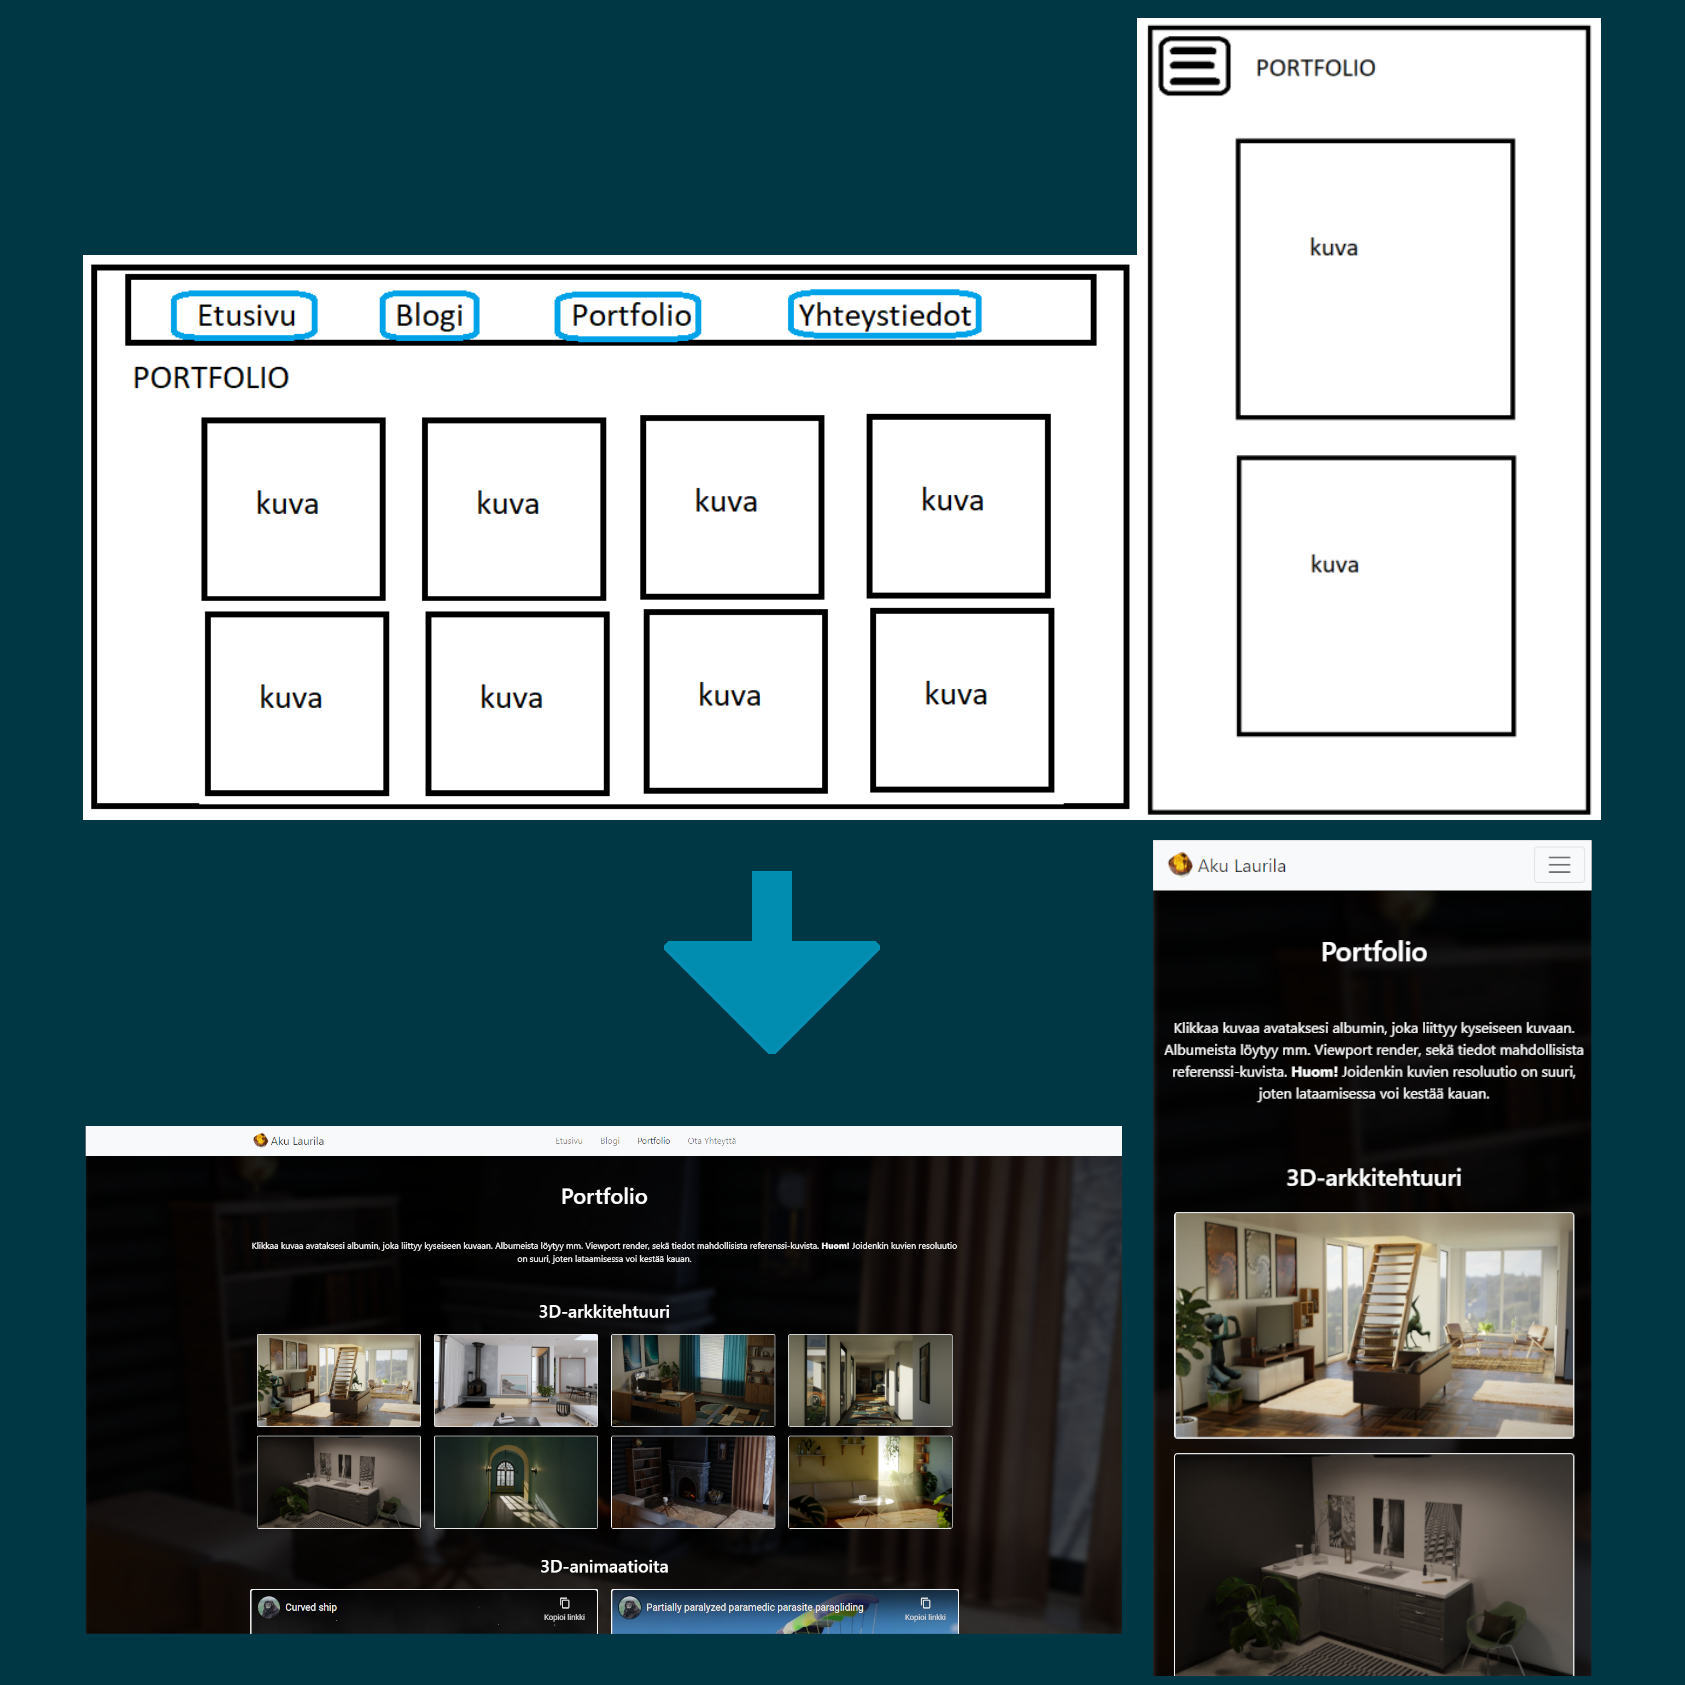 PORTFOLIO
kuva
kuva
Etusivu Blogi Portfolio Yhteystiedot
PORTFOLIO
kuva kuva kuva kuva
kuva kuva kuva kuva
Aku Laurila
Portfolio
Klikkaa kuvaa avataksesi albumin, joka liittyy kyseiseen kuvaan.
Albumeista löytyy mm. Viewport render, sekä tiedot mahdollisista
referenssi-kuvista. Huom! Joidenkin kuvien resoluutio on suuri,
joten lataamisessa voi kestää kauan.
3D-arkkitehtuuri
Aku Laurila Etusivu Blogi Portfolio Ota Yhteyttä
Portfolio
Klikkaa kuvaa avataksesi albumin, joka liittyy kyseiseen kuvaan. Albumeista löytyy mm. Viewport render, sekä tiedot mahdollisista referenssi-kuvista. Huom! Joidenkin kuvien resoluutio
on suuri, joten lataamisessa voi kestää kauan.
3D-arkkitehtuuri
3D-animaatioita
Curved ship Kopioi linkki
Partially paralyzed paramedic parasite paragliding Kopioi linkki